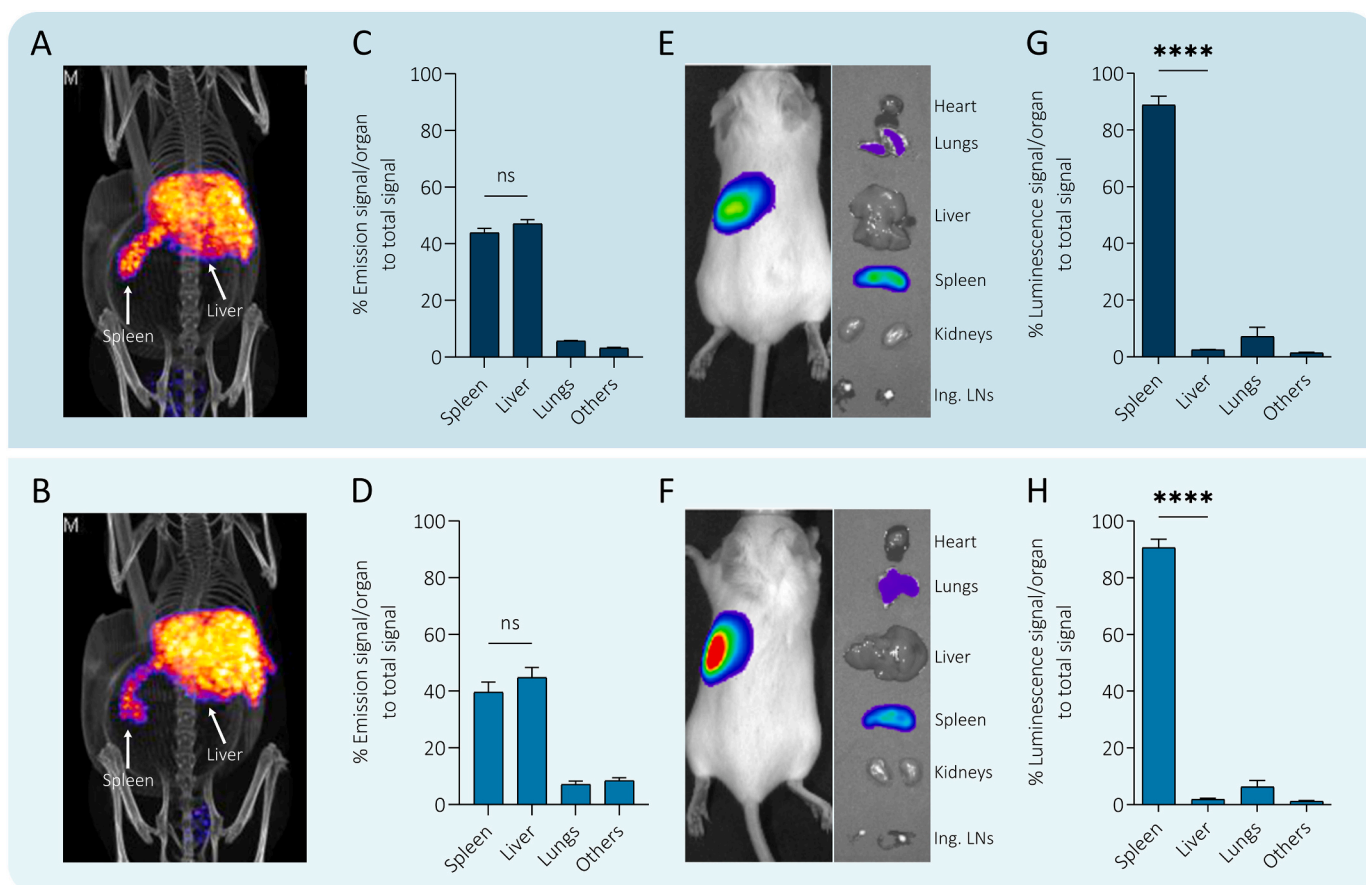 A
M
Spleen
Liver
C
% Emission signal/organ
to total signal
100
80
60
40
20
0
ns
Spleen
Liver
Lungs
Others
E
Heart
Lungs
Liver
Spleen
Kidneys
Ing. LNs
G
% Luminescence signal/organ
to total signal
100
80
60
40
20
0
****
Spleen
Liver
Lungs
Others
B
M
Spleen
Liver
D
% Emission signal/organ
to total signal
100
80
60
40
20
0
ns
Spleen
Liver
Lungs
Others
F
Heart
Lungs
Liver
Spleen
Kidneys
Ing. LNs
H
% Luminescence signal/organ
to total signal
100
80
60
40
20
0
****
Spleen
Liver
Lungs
Others